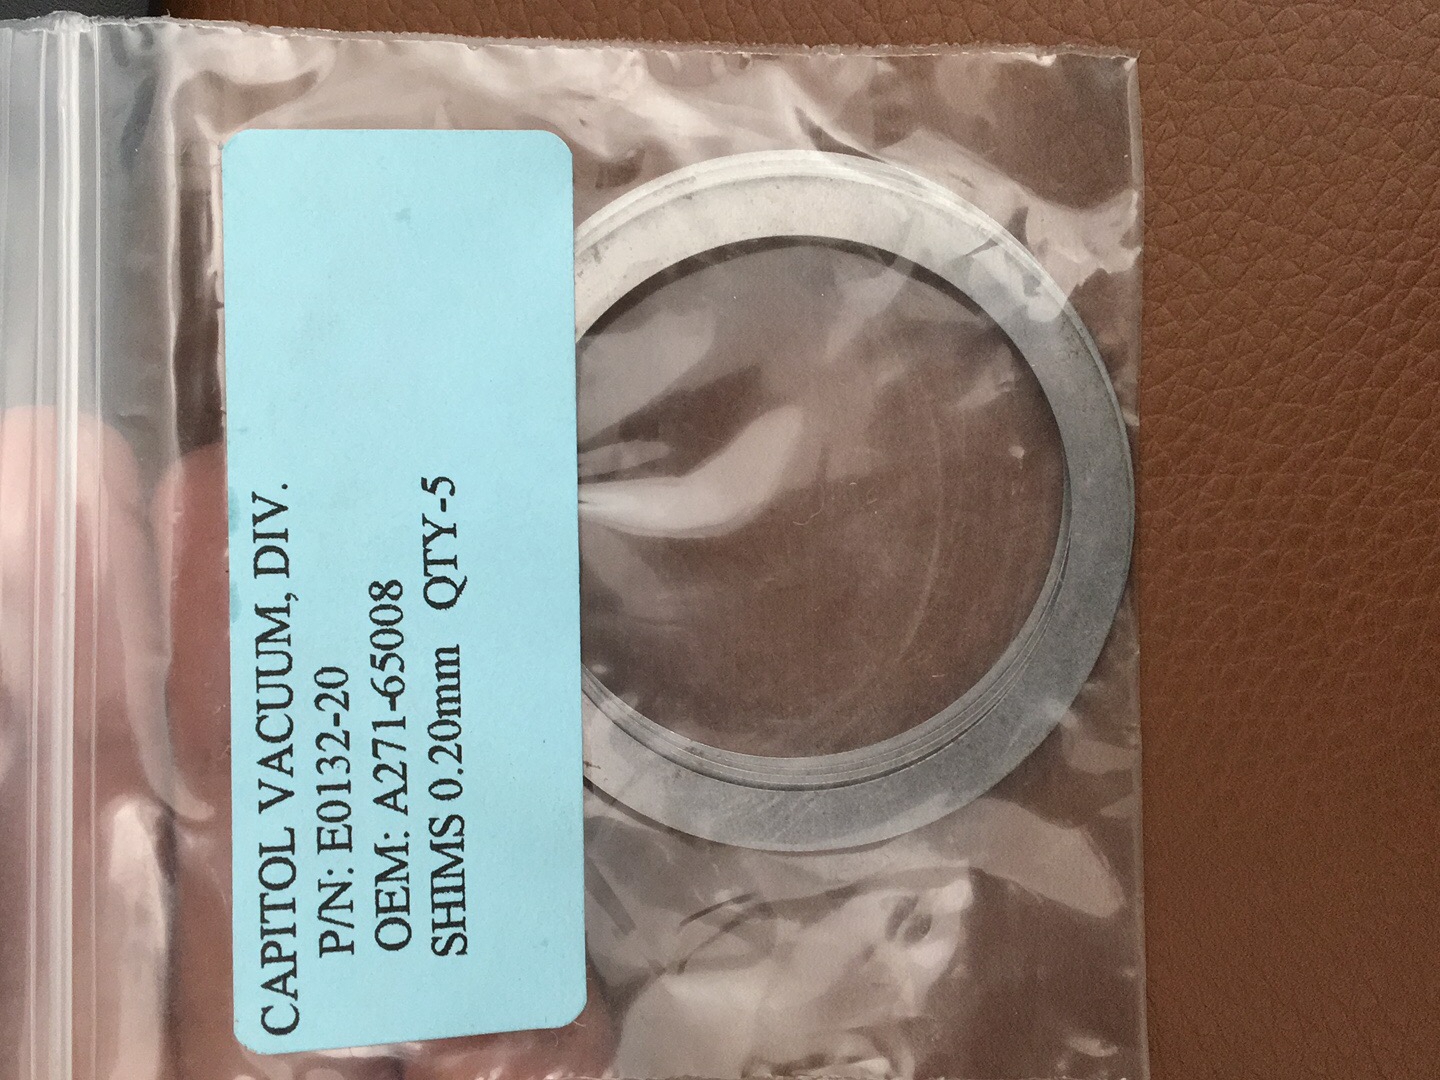 CAPITOL VACUUM, DIV.
P/N: E0132-20
OEM: A271-65008
SHIMS 0.20mm QTY-5